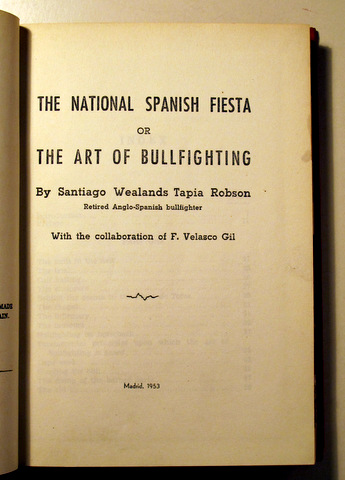 THE NATIONAL SPANISH FIESTA
OR
THE ART OF BULLFIGHTING
By Santiago Wealands Tapia Robson
Retired Anglo-Spanish bullfighter
With the collaboration of F. Velasco Gil
Madrid, 1953
MADE